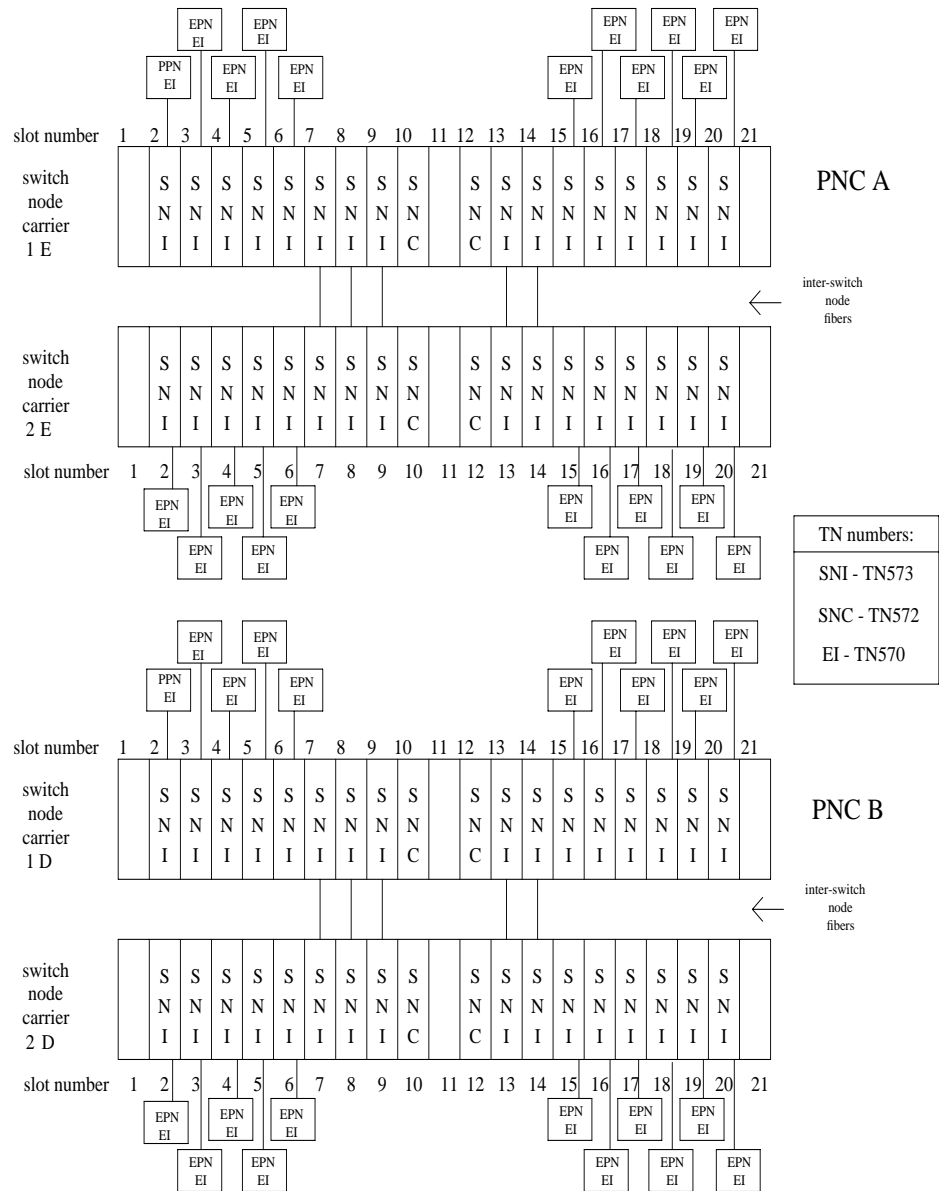 EPN EPN EPN EPN EPN
EI EI EI EI EI
PPN EPN EPN EPN EPN EPN
EI EI EI EI EI EI
slot number 1 2 3 4 5 6 7 8 9 10 11 12 13 14 15 16 17 18 19 20 21
switch
node
carrier
1 E
S S S S S S S S S S S S S S S S S S
N N N N N N N N N N N N N N N N N N
I I I I I I I I C C I I I I I I I I
PNC A
inter-switch
node
fibers
switch
node
carrier
2 E
S S S S S S S S S S S S S S S S S S
N N N N N N N N N N N N N N N N N N
I I I I I I I I C C I I I I I I I I
slot number 1 2 3 4 5 6 7 8 9 10 11 12 13 14 15 16 17 18 19 20 21
EPN EPN EPN EPN EPN EPN
EI EI EI EI EI EI
EPN EPN EPN EPN EPN
EI EI EI EI EI
TN numbers:
SNI - TN573
SNC - TN572
EI - TN570
EPN EPN EPN EPN EPN
EI EI EI EI EI
PPN EPN EPN EPN EPN EPN
EI EI EI EI EI EI
slot number 1 2 3 4 5 6 7 8 9 10 11 12 13 14 15 16 17 18 19 20 21
switch
node
carrier
1 D
S S S S S S S S S S S S S S S S S S
N N N N N N N N N N N N N N N N N N
I I I I I I I I C C I I I I I I I I
PNC B
inter-switch
node
fibers
switch
node
carrier
2 D
S S S S S S S S S S S S S S S S S S
N N N N N N N N N N N N N N N N N N
I I I I I I I I C C I I I I I I I I
slot number 1 2 3 4 5 6 7 8 9 10 11 12 13 14 15 16 17 18 19 20 21
EPN EPN EPN EPN EPN EPN
EI EI EI EI EI EI
EPN EPN EPN EPN EPN
EI EI EI EI EI